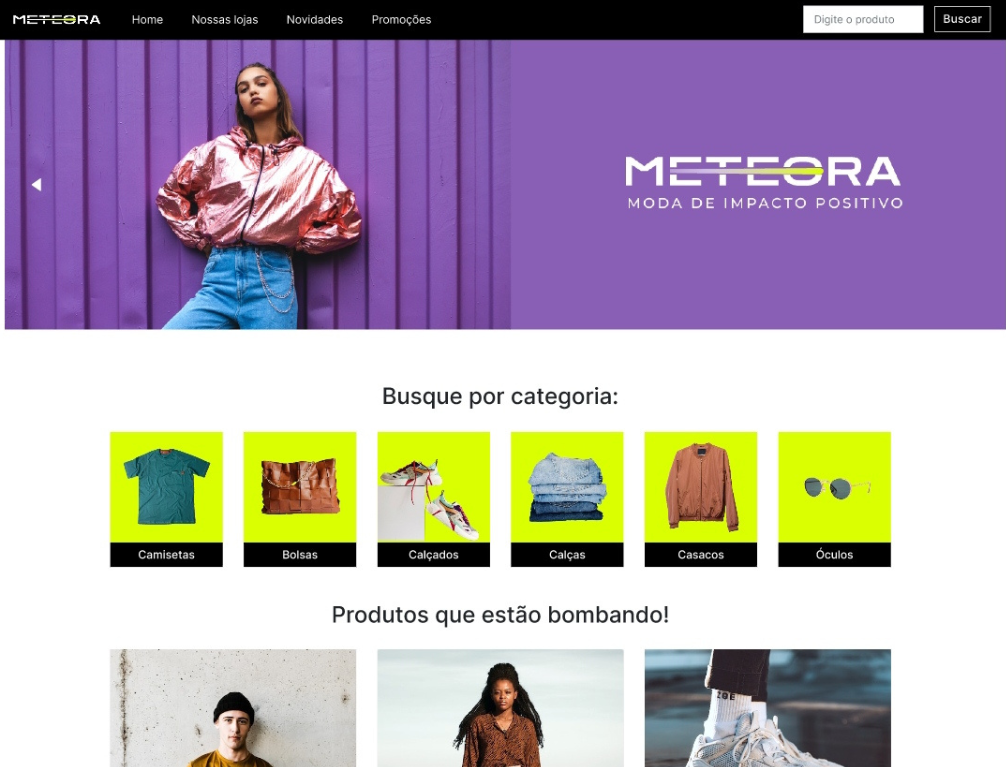 METEORA
Home
Nossas lojas
Novidades
Promoções
Digite o produto
Buscar
METEORA
MODA DE IMPACTO POSITIVO
Busque por categoria:
Camisetas
Bolsas
Calçados
Calças
Casacos
Óculos
Produtos que estão bombando!
ZØE